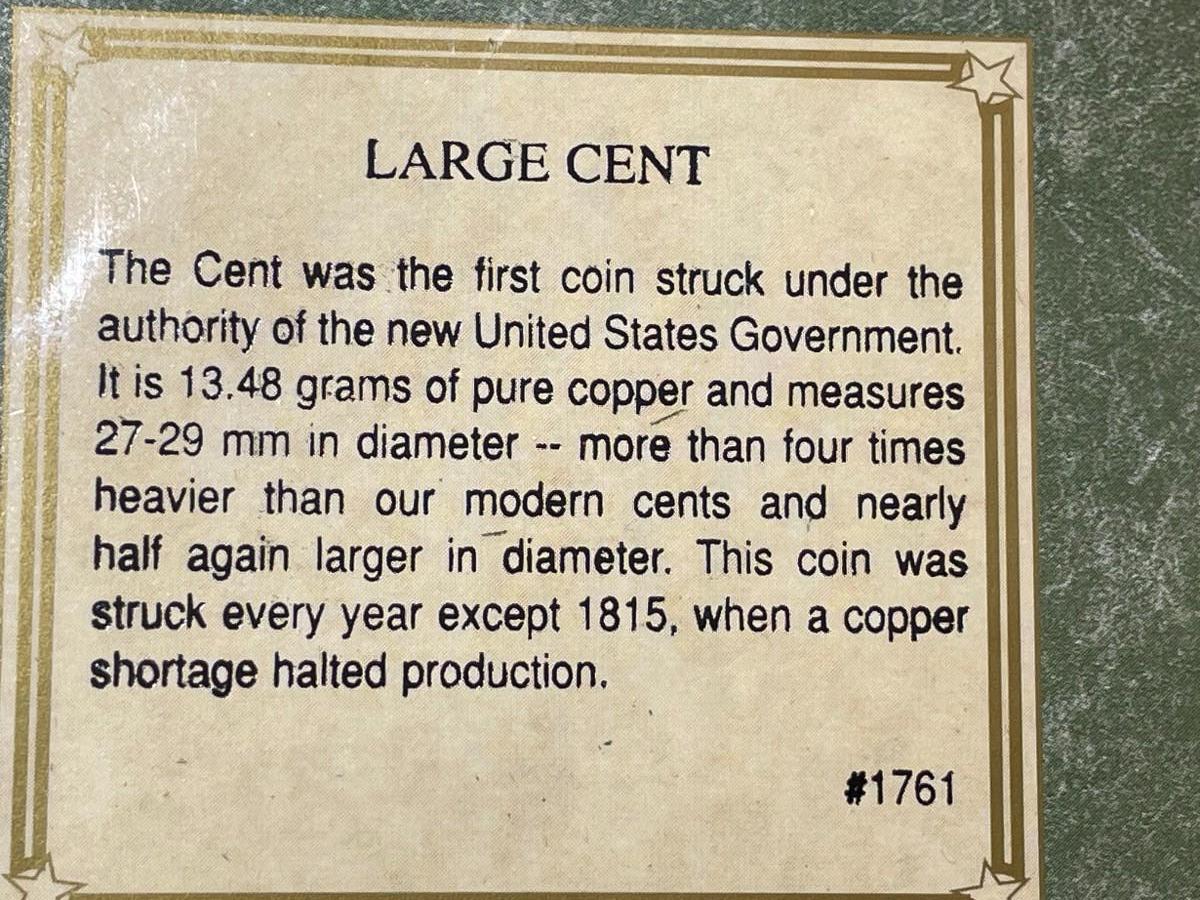 LARGE CENT
The Cent was the first coin struck under the
authority of the new United States Government.
It is 13.48 grams of pure copper and measures
27-29 mm in diameter -- more than four times
heavier than our modern cents and nearly
half again larger in diameter. This coin was
struck every year except 1815, when a copper
shortage halted production.
#1761